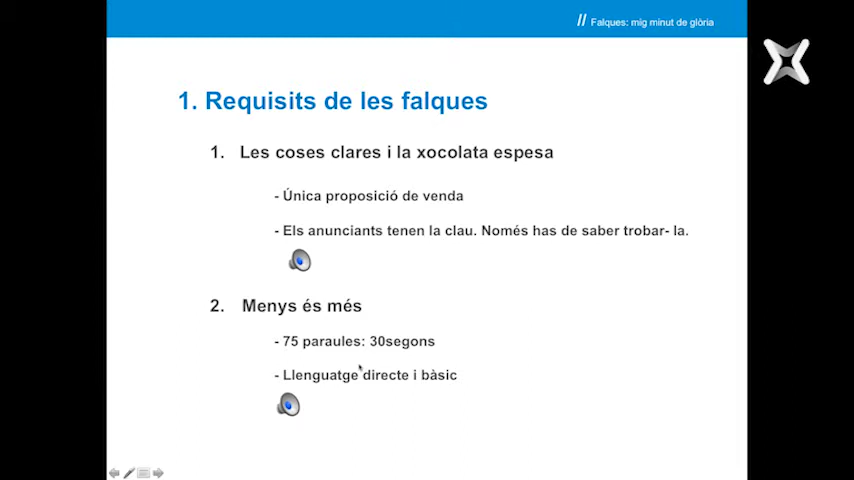 // Falques: mig minut de glòria
1. Requisits de les falques
1. Les coses clares i la xocolata espesa
- Única proposició de venda
- Els anunciants tenen la clau. Només has de saber trobar- la.
2. Menys és més
- 75 paraules: 30segons
- Llenguatge directe i bàsic